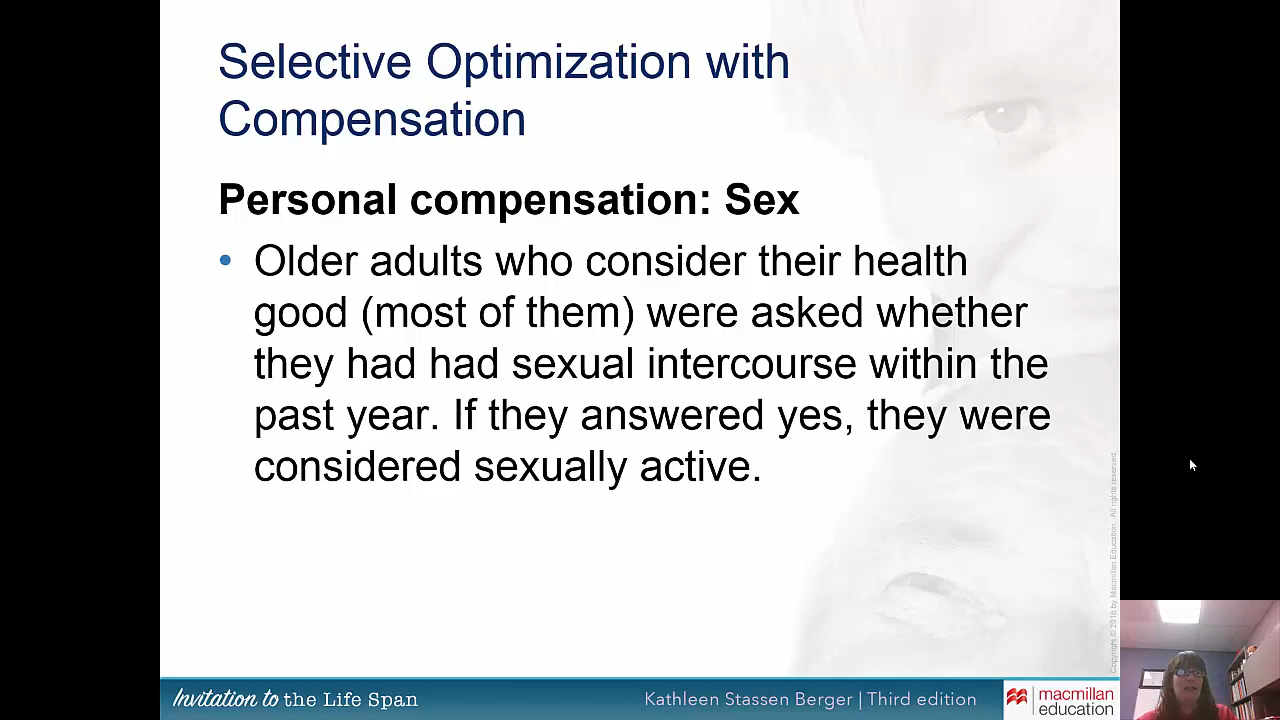 Selective Optimization with
Compensation
Personal compensation: Sex
• Older adults who consider their health
good (most of them) were asked whether
they had had sexual intercourse within the
past year. If they answered yes, they were
considered sexually active.
Copyright © 2016 by Macmillan Education. All rights reserved.
Invitation to the Life Span
Kathleen Stassen Berger | Third edition
macmillan
education